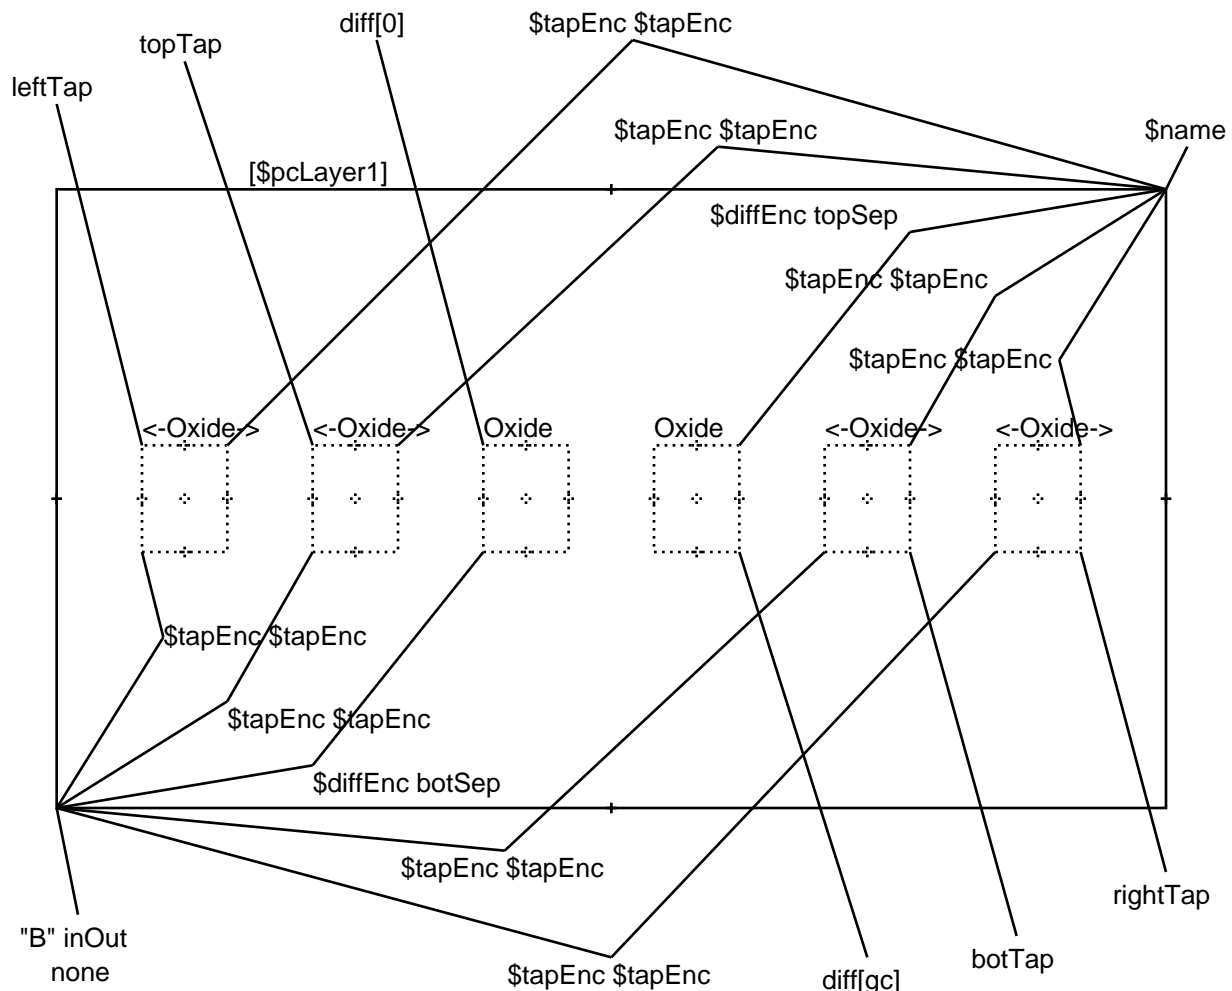 diff[0]
$tapEnc $tapEnc
topTap
leftTap
$tapEnc $tapEnc
$name
[$pcLayer1]
$diffEnc topSep
$tapEnc $tapEnc
$tapEnc $tapEnc
<-Oxide->
<-Oxide->
Oxide
Oxide
<-Oxide->
<-Oxide->
$tapEnc $tapEnc
$tapEnc $tapEnc
$diffEnc botSep
$tapEnc $tapEnc
rightTap
"B" inOut
none
botTap
$tapEnc $tapEnc
diff[gc]